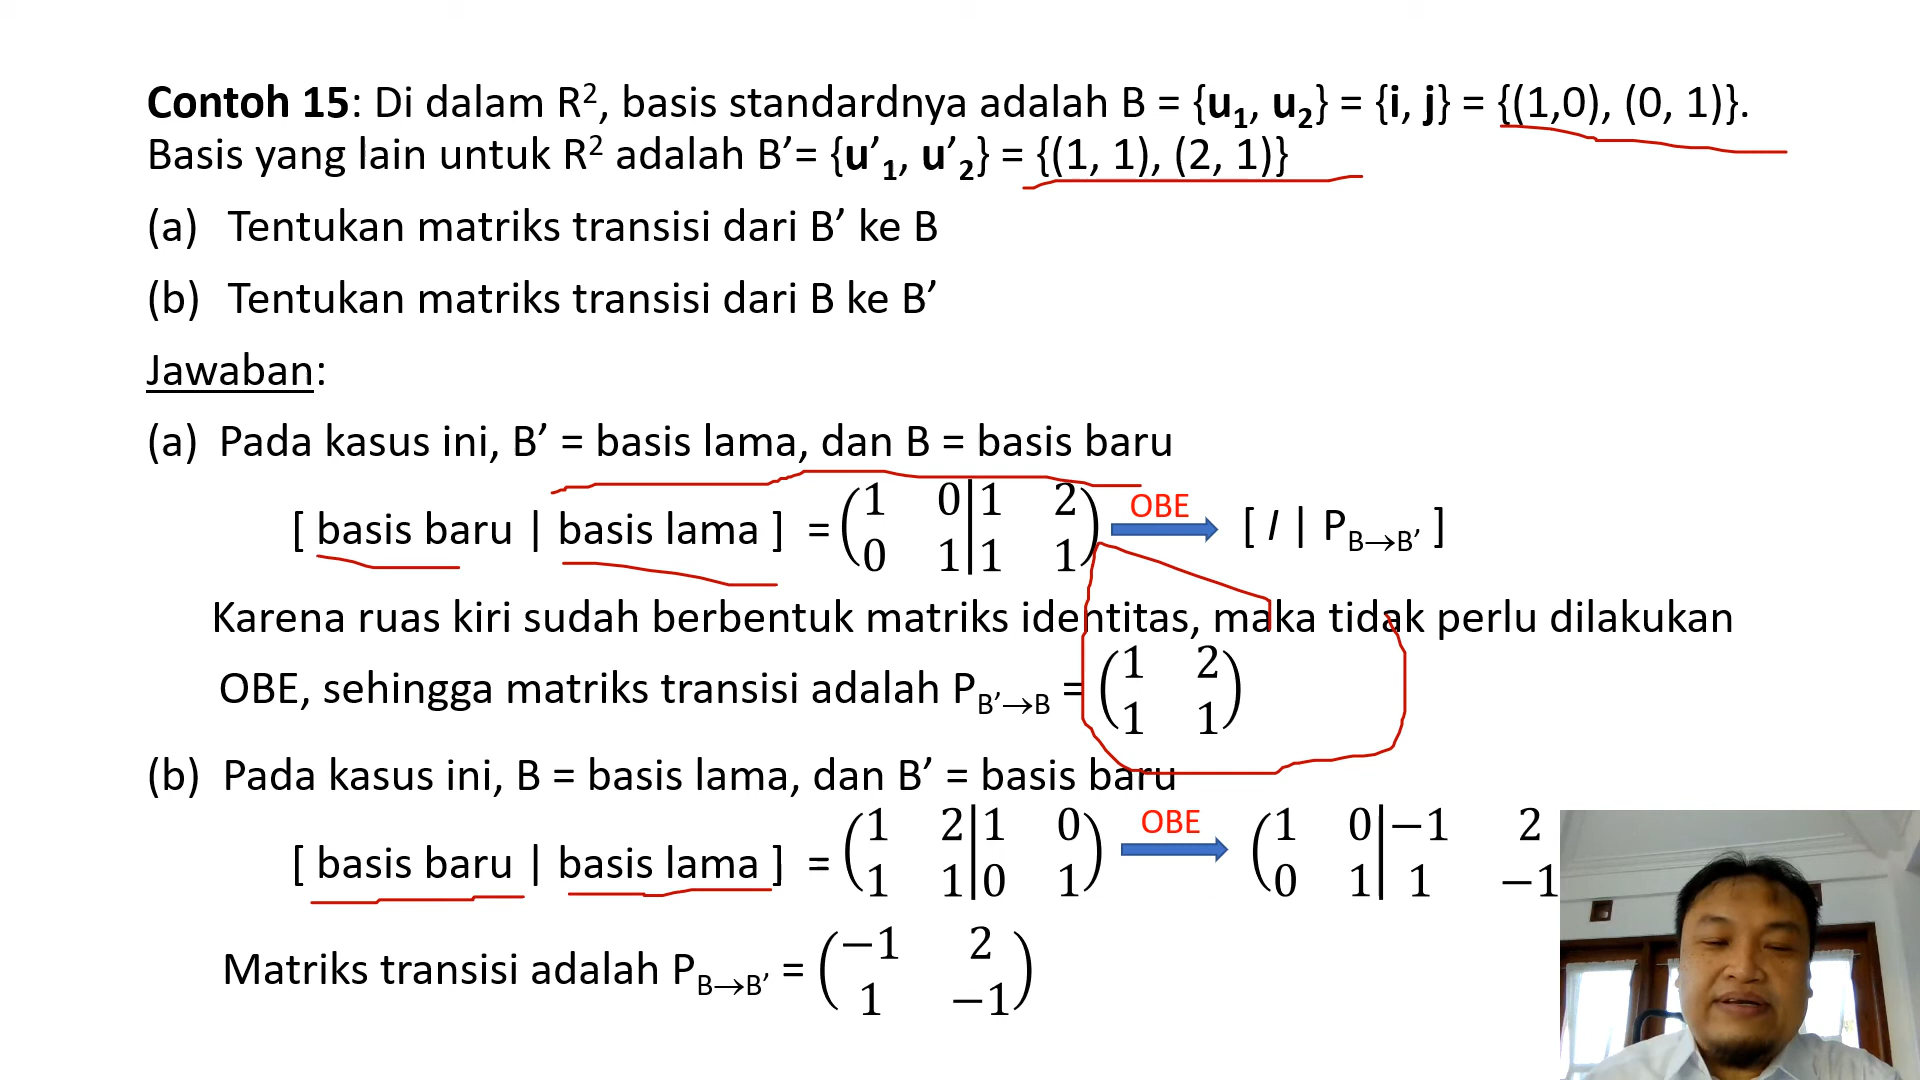 Contoh 15: Di dalam R², basis standardnya adalah B = {u₁, u₂} = {i, j} = {(1,0), (0, 1)}.
Basis yang lain untuk R² adalah B’= {u’₁, u’₂} = {(1, 1), (2, 1)}
(a) Tentukan matriks transisi dari B’ ke B
(b) Tentukan matriks transisi dari B ke B’
Jawaban:
(a) Pada kasus ini, B’ = basis lama, dan B = basis baru
[ basis baru | basis lama ] = (1 0 | 1 2
0 1 | 1 1) OBE → [ I | P B→B’ ]
Karena ruas kiri sudah berbentuk matriks identitas, maka tidak perlu dilakukan
OBE, sehingga matriks transisi adalah P B’→B = (1 2
1 1)
(b) Pada kasus ini, B = basis lama, dan B’ = basis baru
[ basis baru | basis lama ] = (1 2 | 1 0
1 1 | 0 1) OBE → (1 0 | −1 2
0 1 | 1 −1
Matriks transisi adalah P B→B’ = (−1 2
1 −1)